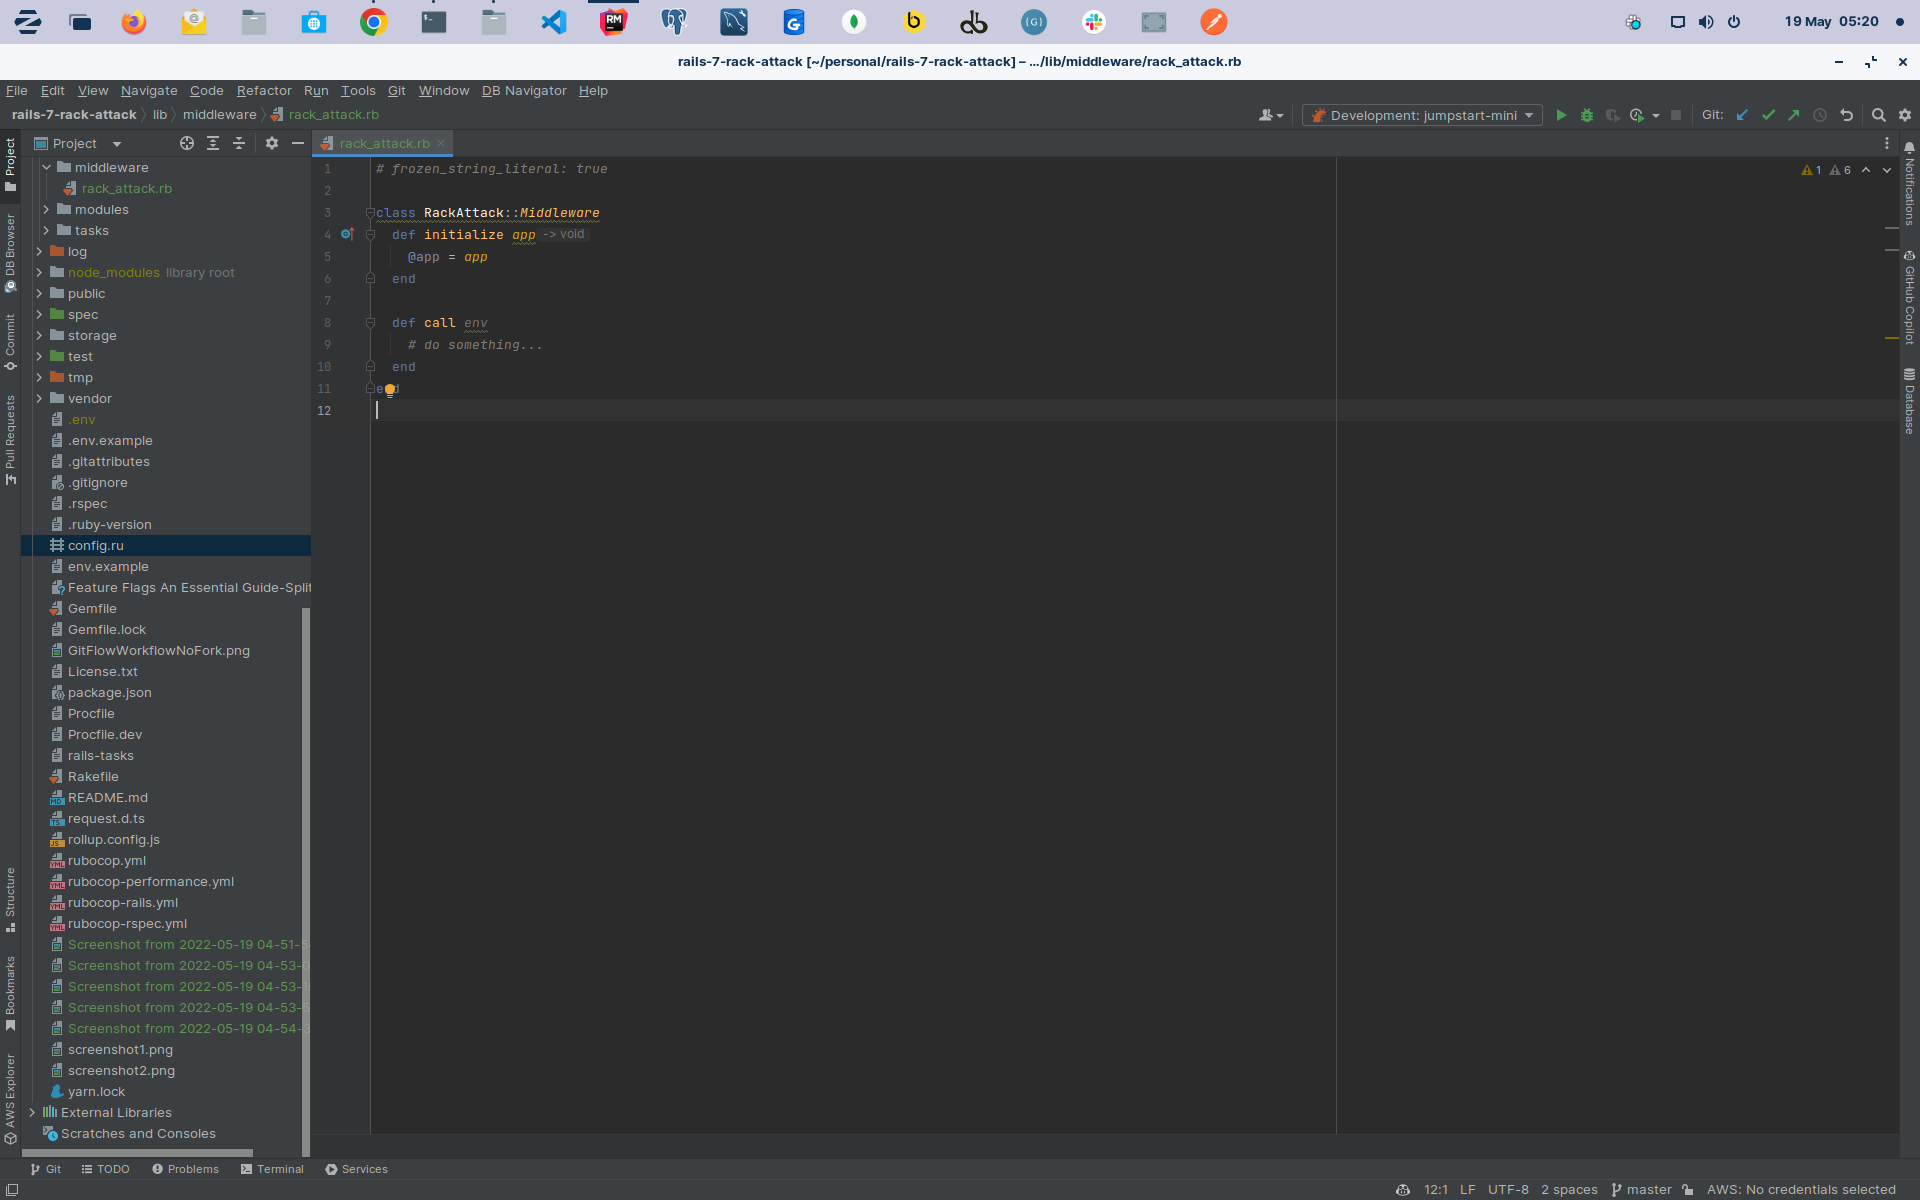 19 May 05:20
rails-7-rack-attack [~/personal/rails-7-rack-attack] – .../lib/middleware/rack_attack.rb
File Edit View Navigate Code Refactor Run Tools Git Window DB Navigator Help
rails-7-rack-attack lib middleware rack_attack.rb
Development: jumpstart-mini
Git:
Project
rack_attack.rb
Project
DB Browser
Commit
Pull Requests
Structure
Bookmarks
AWS Explorer
middleware
rack_attack.rb
modules
tasks
log
node_modules library root
public
spec
storage
test
tmp
vendor
.env
.env.example
.gitattributes
.gitignore
.rspec
.ruby-version
config.ru
env.example
Feature Flags An Essential Guide-Split
Gemfile
Gemfile.lock
GitFlowWorkflowNoFork.png
License.txt
package.json
Procfile
Procfile.dev
rails-tasks
Rakefile
README.md
request.d.ts
rollup.config.js
rubocop.yml
rubocop-performance.yml
rubocop-rails.yml
rubocop-rspec.yml
Screenshot from 2022-05-19 04-51-5
Screenshot from 2022-05-19 04-53-
Screenshot from 2022-05-19 04-53-
Screenshot from 2022-05-19 04-53-
Screenshot from 2022-05-19 04-54-
screenshot1.png
screenshot2.png
yarn.lock
External Libraries
Scratches and Consoles
1 # frozen_string_literal: true
2
3 class RackAttack::Middleware
4 def initialize app -> void
5 @app = app
6 end
7
8 def call env
9 # do something...
10 end
11 end
12
1 6
Notifications
GitHub Copilot
Database
Git TODO Problems Terminal Services
12:1 LF UTF-8 2 spaces master AWS: No credentials selected